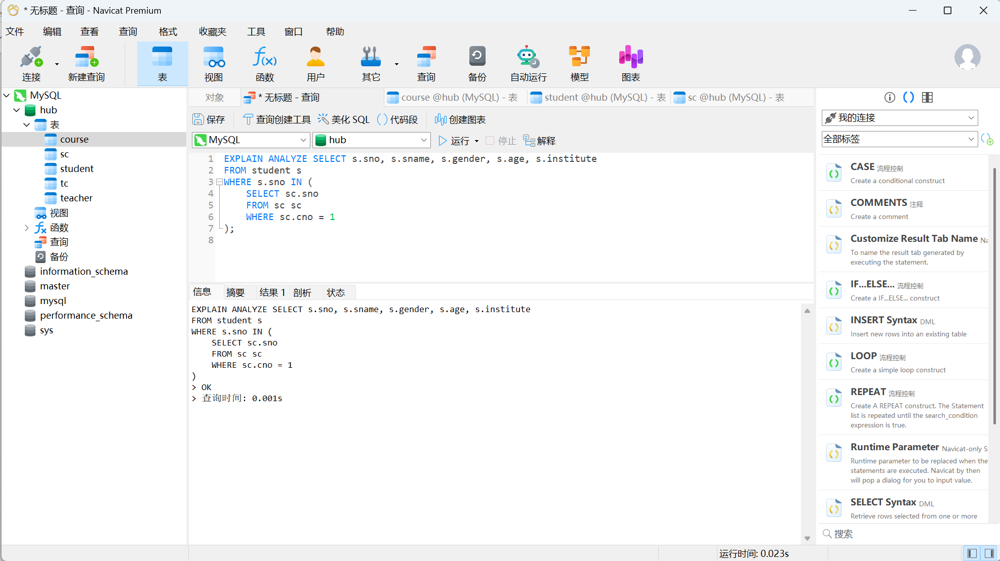 * 无标题 - 查询 - Navicat Premium
文件 编辑 查看 查询 格式 收藏夹 工具 窗口 帮助
连接 新建查询 表 视图 函数 用户 其它 查询 备份 自动运行 模型 图表
MySQL
hub
表
course
sc
student
tc
teacher
视图
函数
查询
备份
information_schema
master
mysql
performance_schema
sys
对象 * 无标题 - 查询 course @hub (MySQL) - 表 student @hub (MySQL) - 表 sc @hub (MySQL) - 表
保存 查询创建工具 美化 SQL 代码段 创建图表
MySQL hub 运行 停止 解释
1 EXPLAIN ANALYZE SELECT s.sno, s.sname, s.gender, s.age, s.institute
2 FROM student s
3 WHERE s.sno IN (
4 SELECT sc.sno
5 FROM sc sc
6 WHERE sc.cno = 1
7 );
8
信息 摘要 结果 1 剖析 状态
EXPLAIN ANALYZE SELECT s.sno, s.sname, s.gender, s.age, s.institute
FROM student s
WHERE s.sno IN (
SELECT sc.sno
FROM sc sc
WHERE sc.cno = 1
)
> OK
> 查询时间: 0.001s
我的连接
全部标签
CASE 流程控制
Create a conditional construct
COMMENTS 注释
Create a comment
Customize Result Tab Name Na
To name the result tab generated by
executing the statement.
IF...ELSE... 流程控制
Create a IF...ELSE... construct
INSERT Syntax DML
Insert new rows into an existing table
LOOP 流程控制
Create a simple loop construct
REPEAT 流程控制
Create A REPEAT construct. The Statement
list is repeated until the search_condition
expression is true.
Runtime Parameter Navicat-only S
Runtime parameter to be replaced when the
statements are executed. Navicat by then
will pop a dialog for you to input value.
SELECT Syntax DML
Retrieve rows selected from one or more
搜索
运行时间: 0.023s